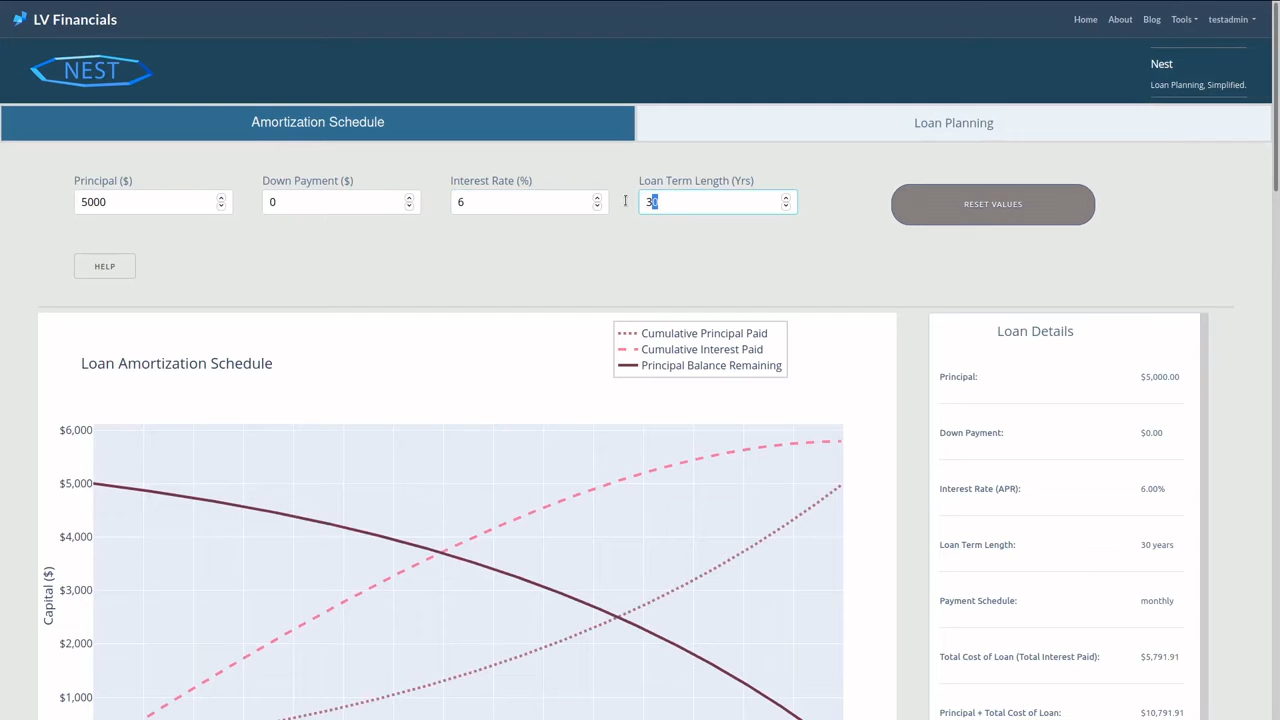 LV Financials
Home About Blog Tools testadmin
NEST
Nest
Loan Planning, Simplified.
Amortization Schedule
Loan Planning
Principal ($)
Down Payment ($)
Interest Rate (%)
Loan Term Length (Yrs)
5000
0
6
30
RESET VALUES
HELP
Cumulative Principal Paid
Cumulative Interest Paid
Principal Balance Remaining
Loan Amortization Schedule
$6,000
$5,000
$4,000
$3,000
$2,000
$1,000
Capital ($)
Loan Details
Principal: $5,000.00
Down Payment: $0.00
Interest Rate (APR): 6.00%
Loan Term Length: 30 years
Payment Schedule: monthly
Total Cost of Loan (Total Interest Paid): $5,791.91
Principal + Total Cost of Loan: $10,791.91